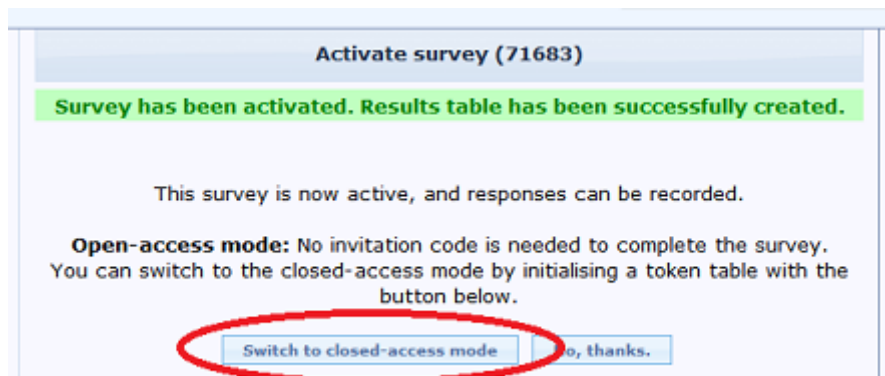 Activate survey (71683)
Survey has been activated. Results table has been successfully created.
This survey is now active, and responses can be recorded.
Open-access mode: No invitation code is needed to complete the survey.
You can switch to the closed-access mode by initialising a token table with the
button below.
Switch to closed-access mode
thanks.